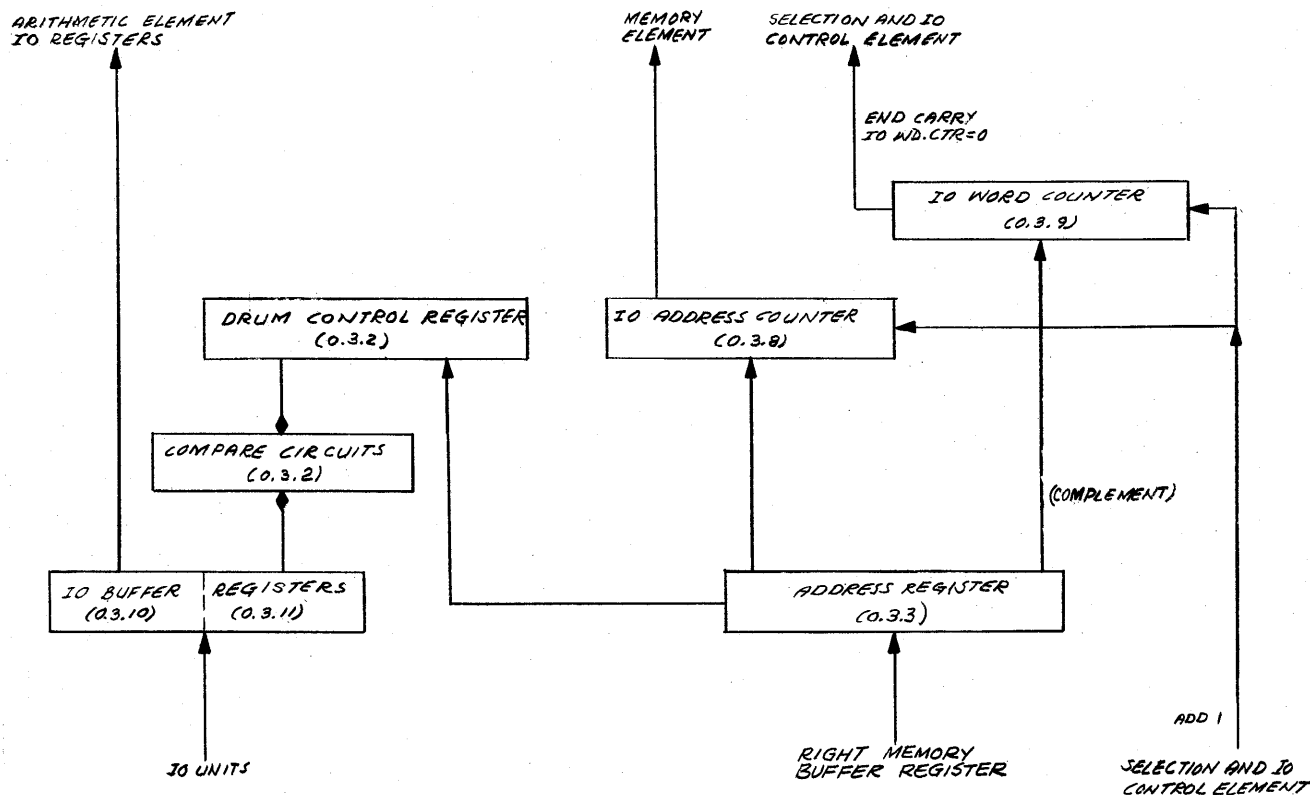 ARITHMETIC ELEMENT
IO REGISTERS
MEMORY
ELEMENT
SELECTION AND IO
CONTROL ELEMENT
END CARRY
IO WD.CTR=0
IO WORD COUNTER
(0.3.9)
DRUM CONTROL REGISTER
(0.3.2)
IO ADDRESS COUNTER
(0.3.8)
COMPARE CIRCUITS
(0.3.2)
(COMPLEMENT)
IO BUFFER
(0.3.10)
REGISTERS
(0.3.11)
ADDRESS REGISTER
(0.3.3)
ADD 1
IO UNITS
RIGHT MEMORY
BUFFER REGISTER
SELECTION AND IO
CONTROL ELEMENT